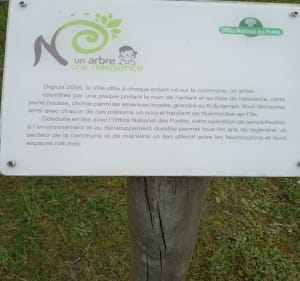 un arbre
une naissance
Office National des Forêts
Depuis 2008, la Ville offre à chaque enfant né sur la commune, un arbre.
Identifiée par une plaque portant le nom de l'enfant et sa date de naissance, cette
jeune pousse, choisie parmi les essences locales, grandira au fil du temps. Vous découvrez
ainsi avec chacun de ces prénoms un nouvel habitant de Noirmoutier-en-l'île.
Conduite en lien avec l'Office National des Forêts, cette opération de sensibilisation
à l'environnement et au développement durable permet tous les ans de regénérer un
secteur de la commune et de maintenir un lien affectif entre les Noirmoutrins et leurs
espaces naturels.